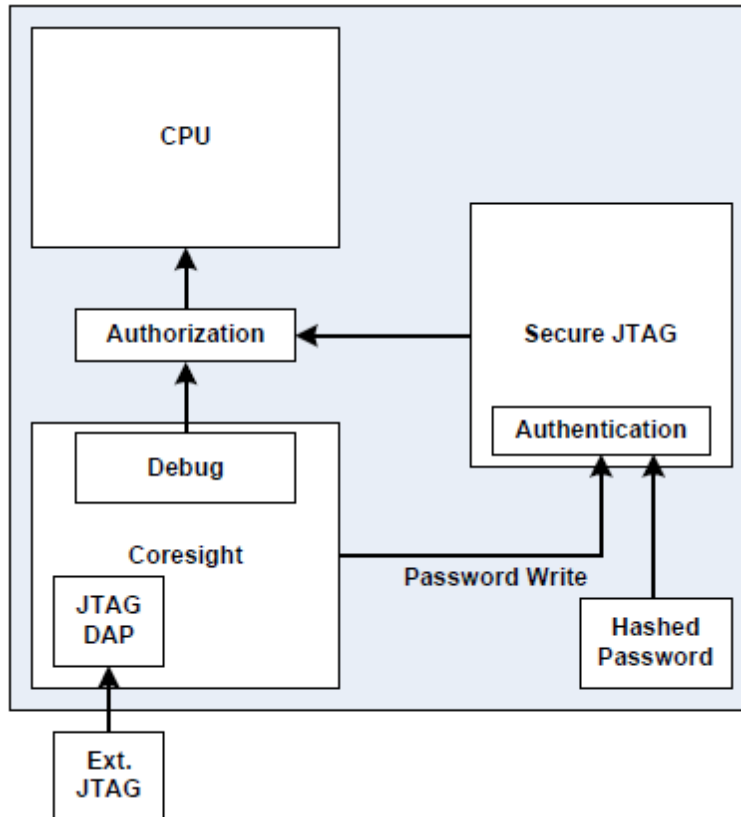 CPU
Authorization
Secure JTAG
Authentication
Debug
Coresight
Password Write
JTAG
DAP
Hashed
Password
Ext.
JTAG